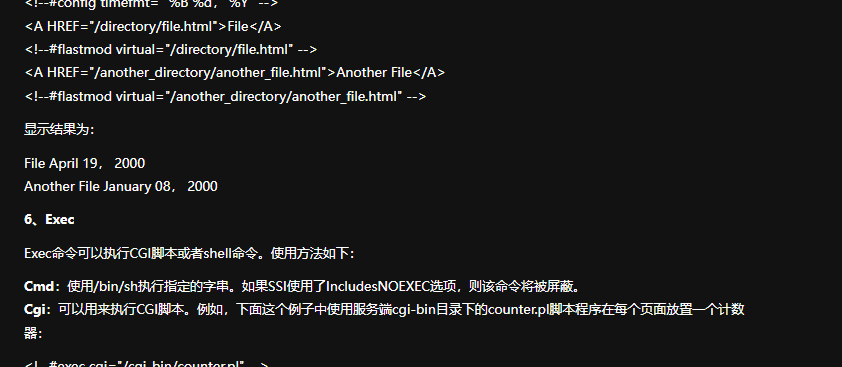 <!--#config timefmt=" %B %d， %Y" -->
<A HREF="/directory/file.html">File</A>
<!--#flastmod virtual="/directory/file.html" -->
<A HREF="/another_directory/another_file.html">Another File</A>
<!--#flastmod virtual="/another_directory/another_file.html" -->
显示结果为：
File April 19， 2000
Another File January 08， 2000
6、Exec
Exec命令可以执行CGI脚本或者shell命令。使用方法如下：
Cmd：使用/bin/sh执行指定的字串。如果SSI使用了IncludesNOEXEC选项，则该命令将被屏蔽。
Cgi：可以用来执行CGI脚本。例如，下面这个例子中使用服务端cgi-bin目录下的counter.pl脚本程序在每个页面放置一个计数
器：
<!--#exec cgi="/cgi-bin/counter.pl" -->